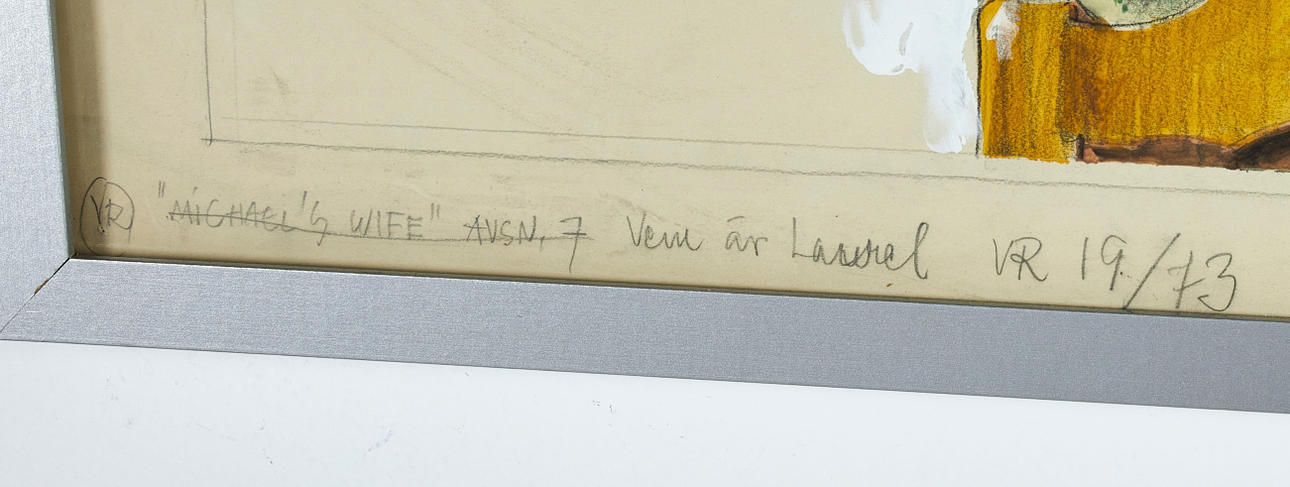 VR "MICHAEL'S WIFE" AVSN. 7 Vem är Laurel VR 19/73